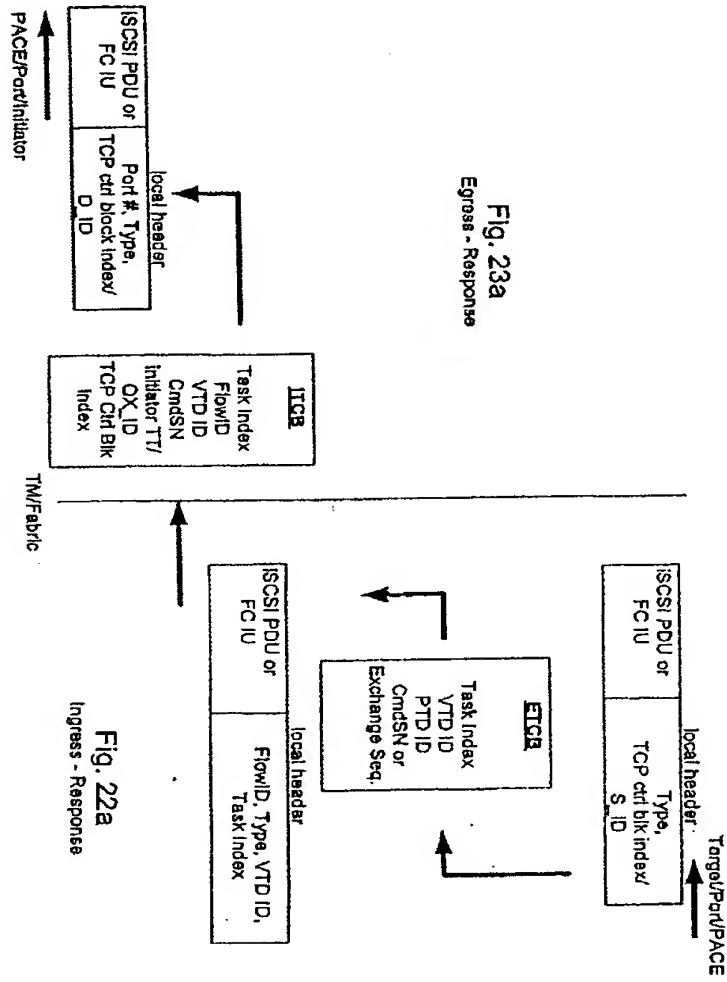 Target/Port/PACE
local header
iSCSI PDU or
FC IU
Type,
TCP ctrl blk index/
S_ID
ETCB
Task Index
VTD ID
PTD ID
CmdSN or
Exchange Seq.
local header
iSCSI PDU or
FC IU
FlowID, Type, VTD ID,
Task Index
Fig. 22a
Ingress - Response
TM/Fabric
Fig. 23a
Egress - Response
ITCB
Task Index
FlowID
VTD ID
CmdSN
Initiator TT/
OX_ID
TCP Ctrl Blk
Index
local header
iSCSI PDU or
FC IU
Port #, Type,
TCP ctrl block Index/
D_ID
PACE/Port/Initiator